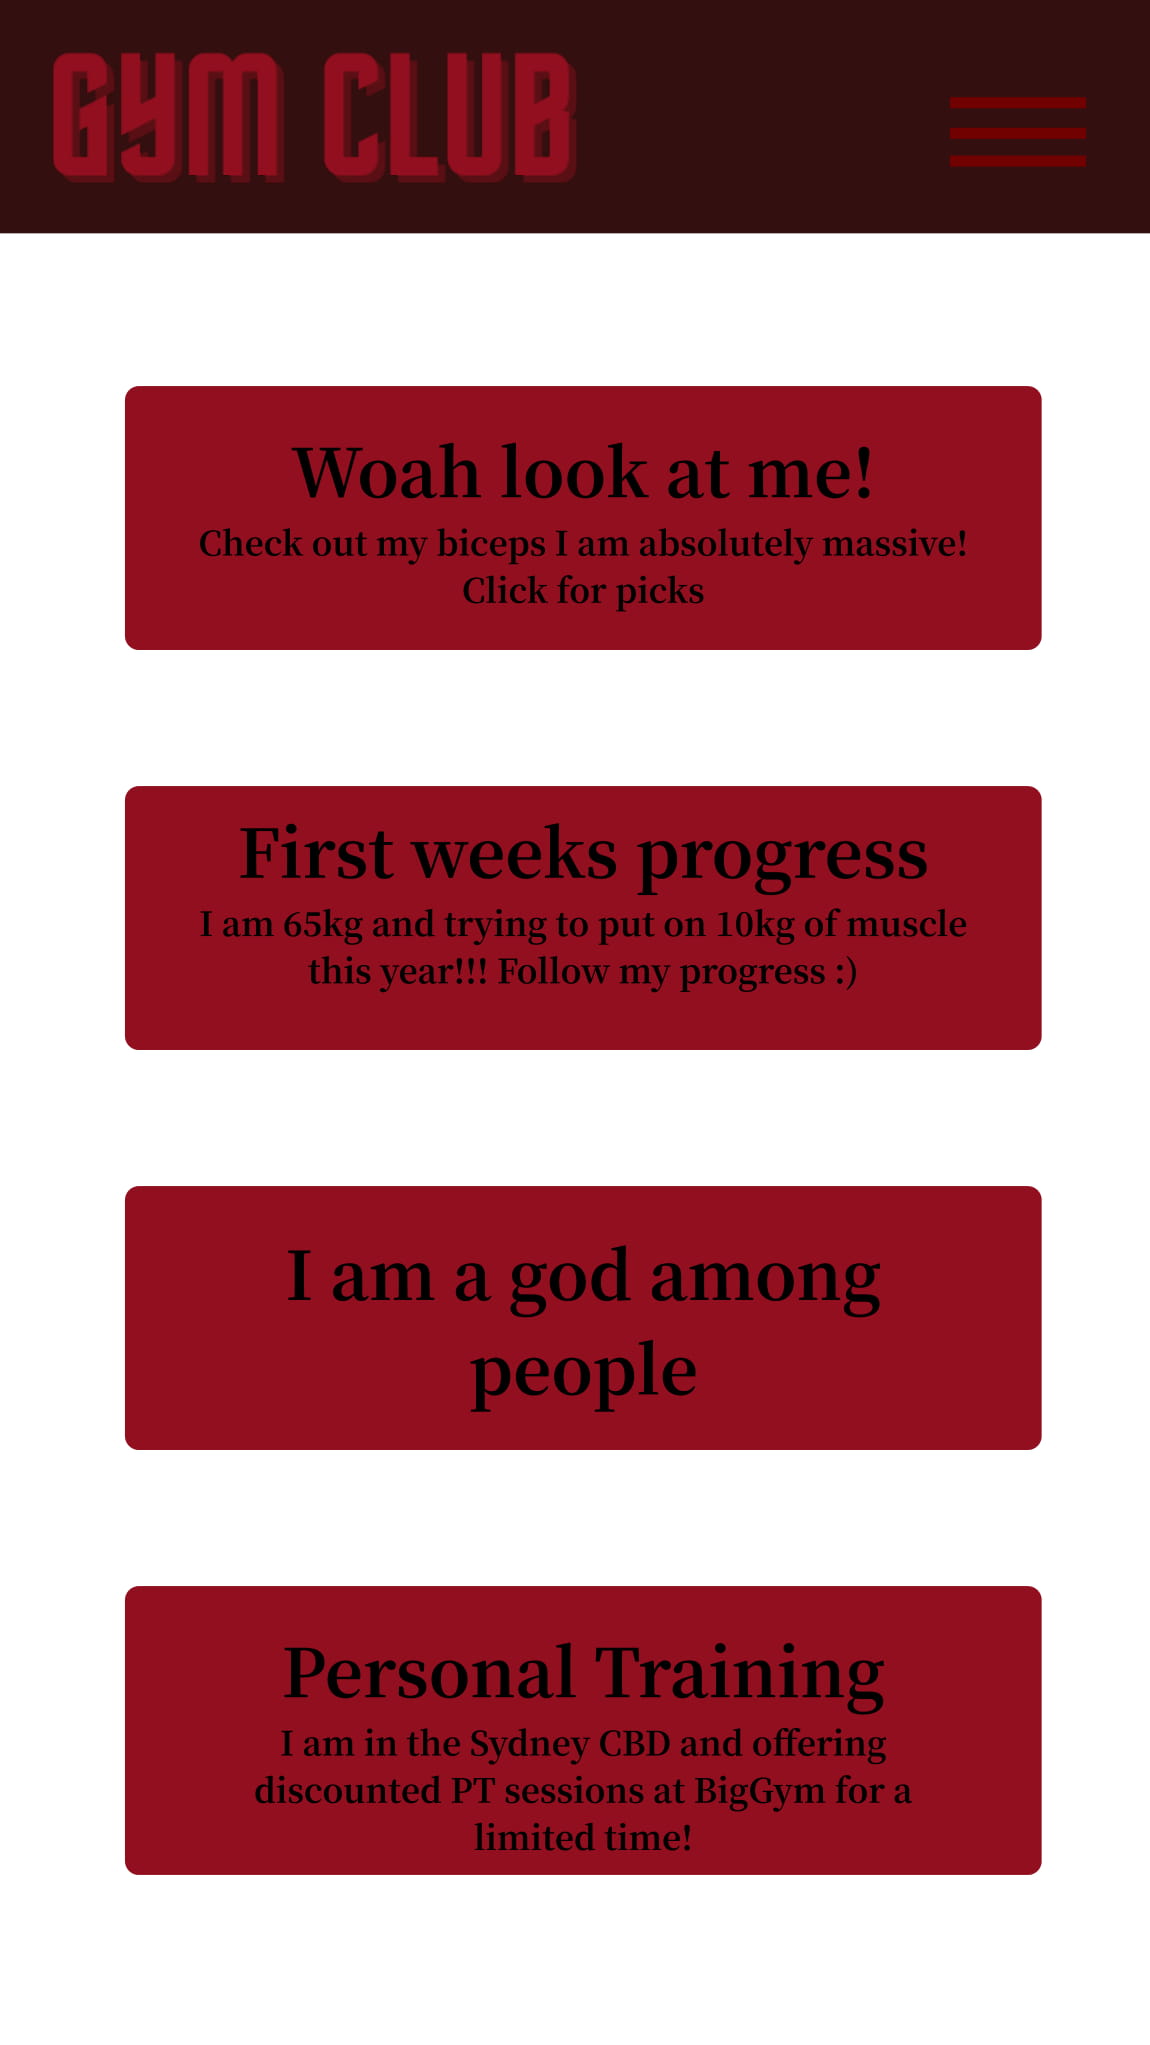 GYM CLUB
Woah look at me!
Check out my biceps I am absolutely massive!
Click for picks
First weeks progress
I am 65kg and trying to put on 10kg of muscle
this year!!! Follow my progress :)
I am a god among
people
Personal Training
I am in the Sydney CBD and offering
discounted PT sessions at BigGym for a
limited time!